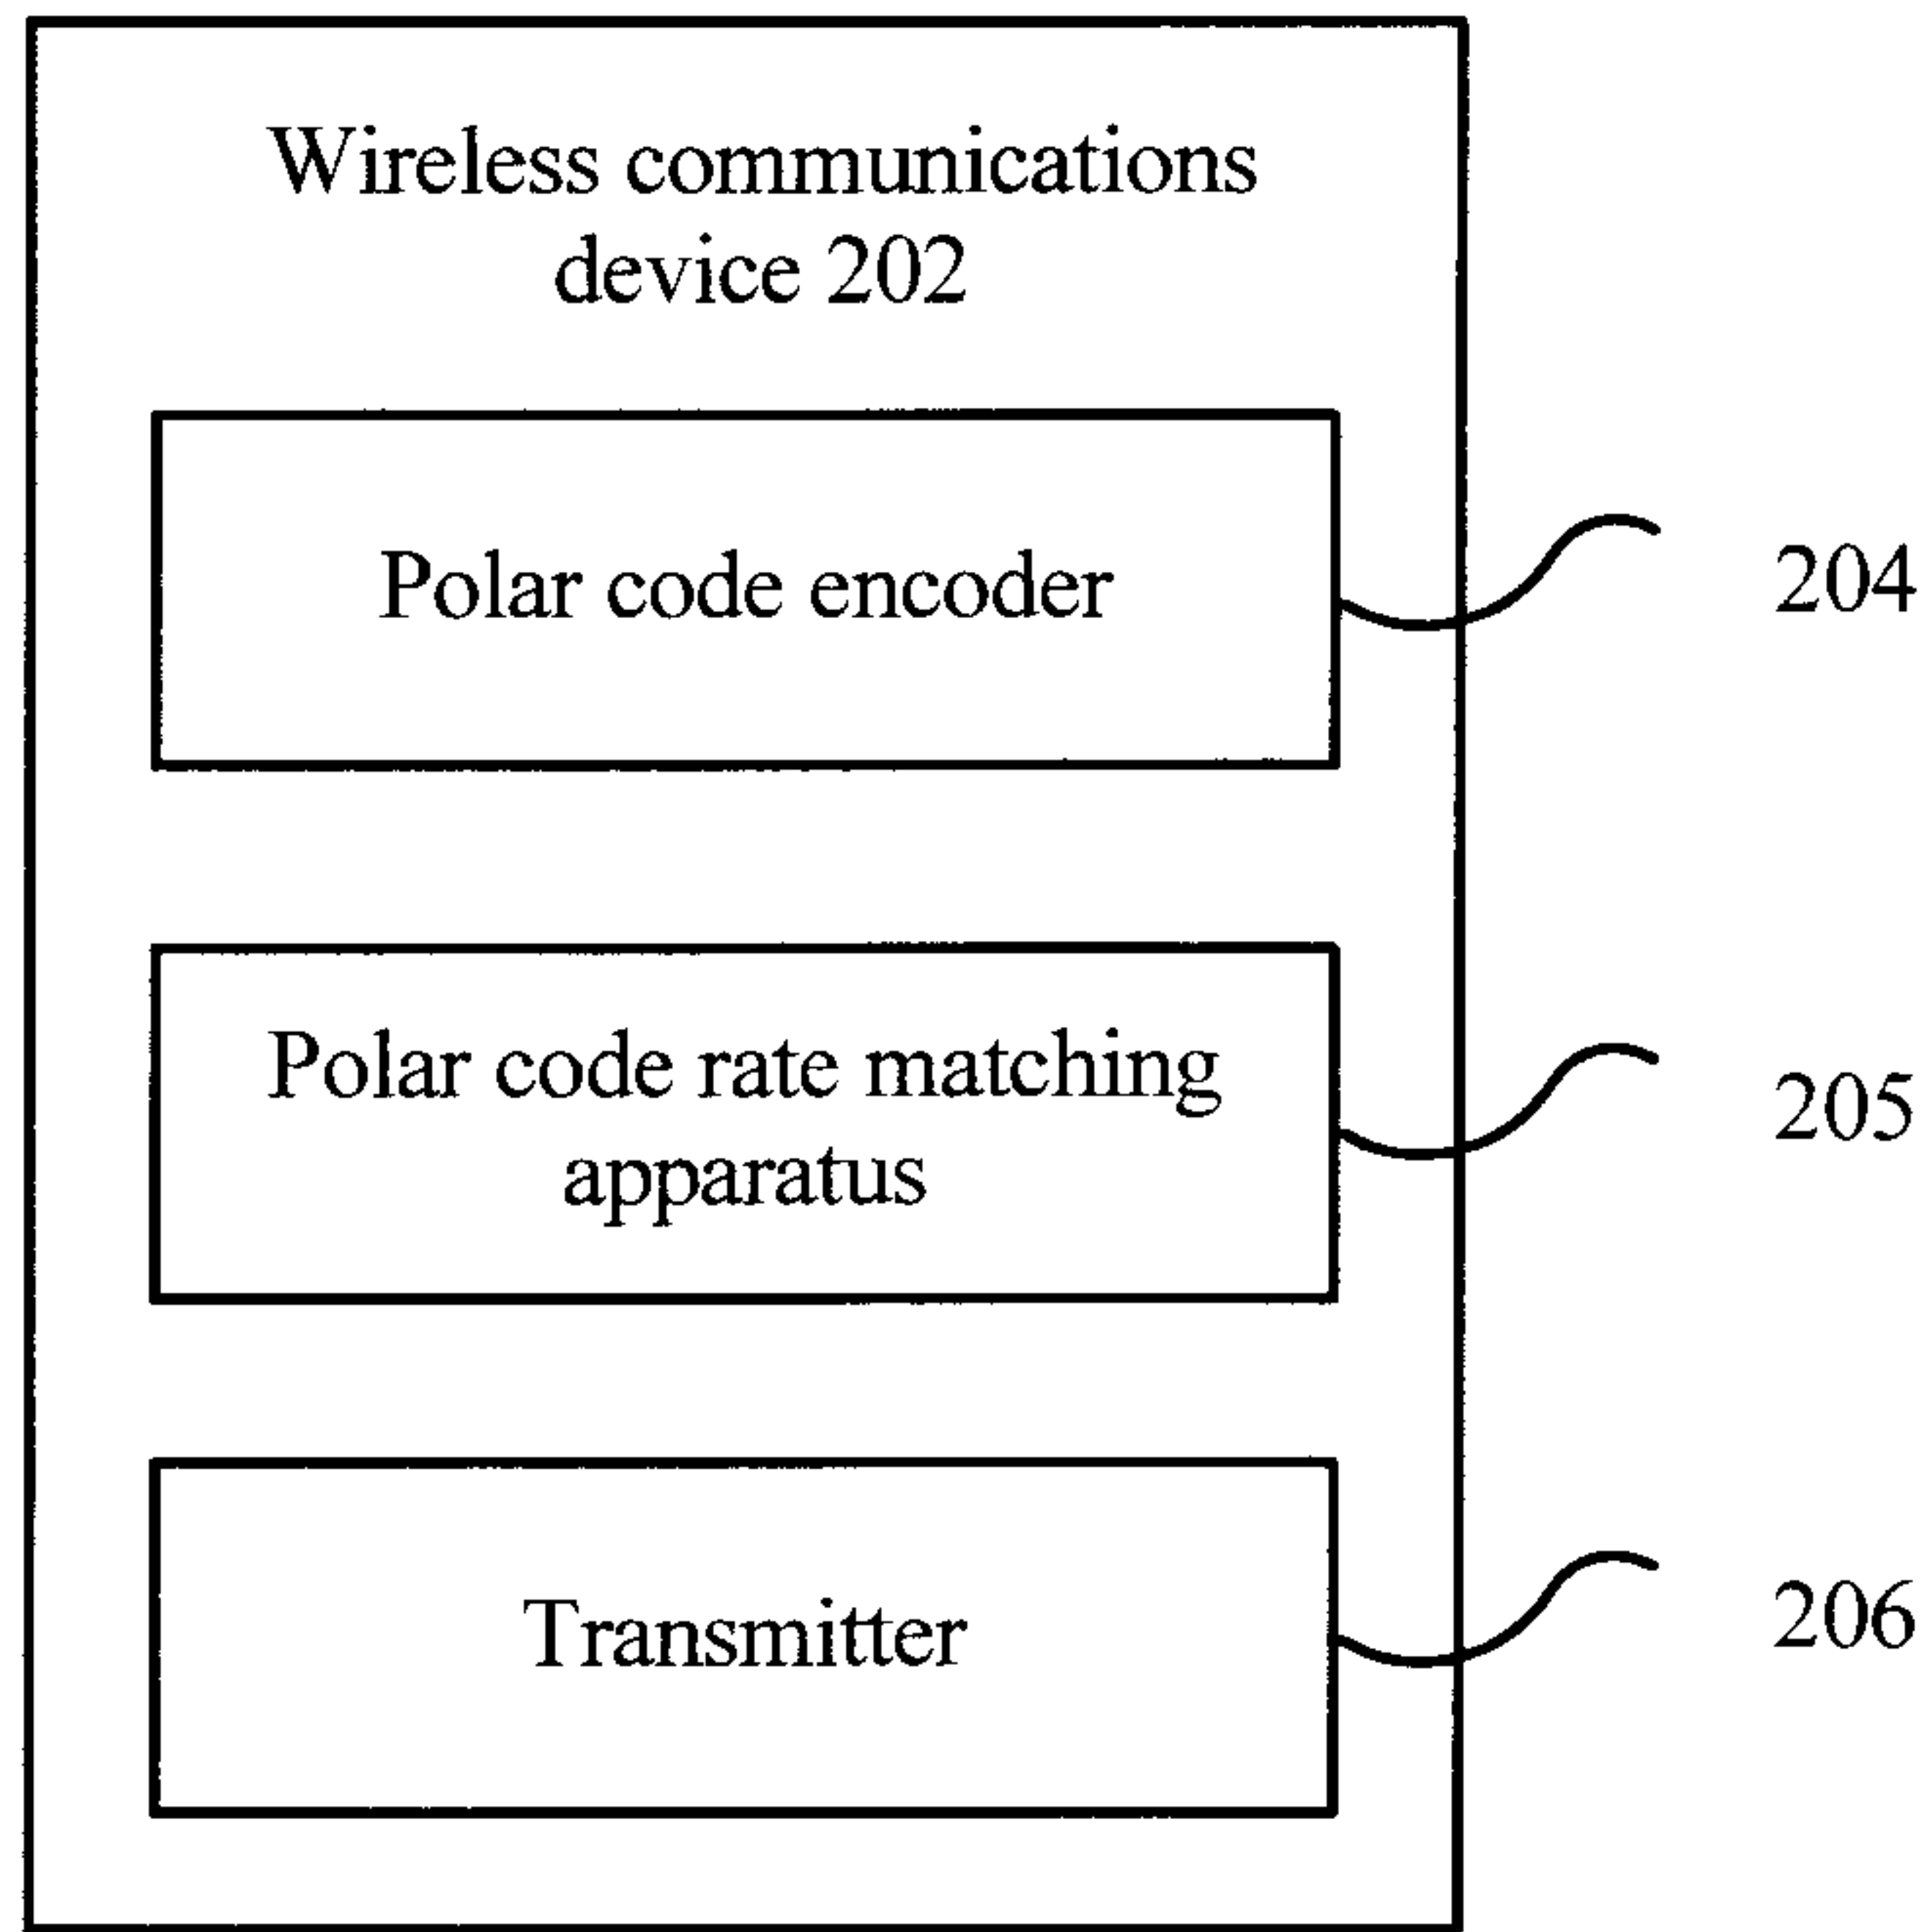 Wireless communications
device 202
Polar code encoder
204
Polar code rate matching
apparatus
205
Transmitter
206